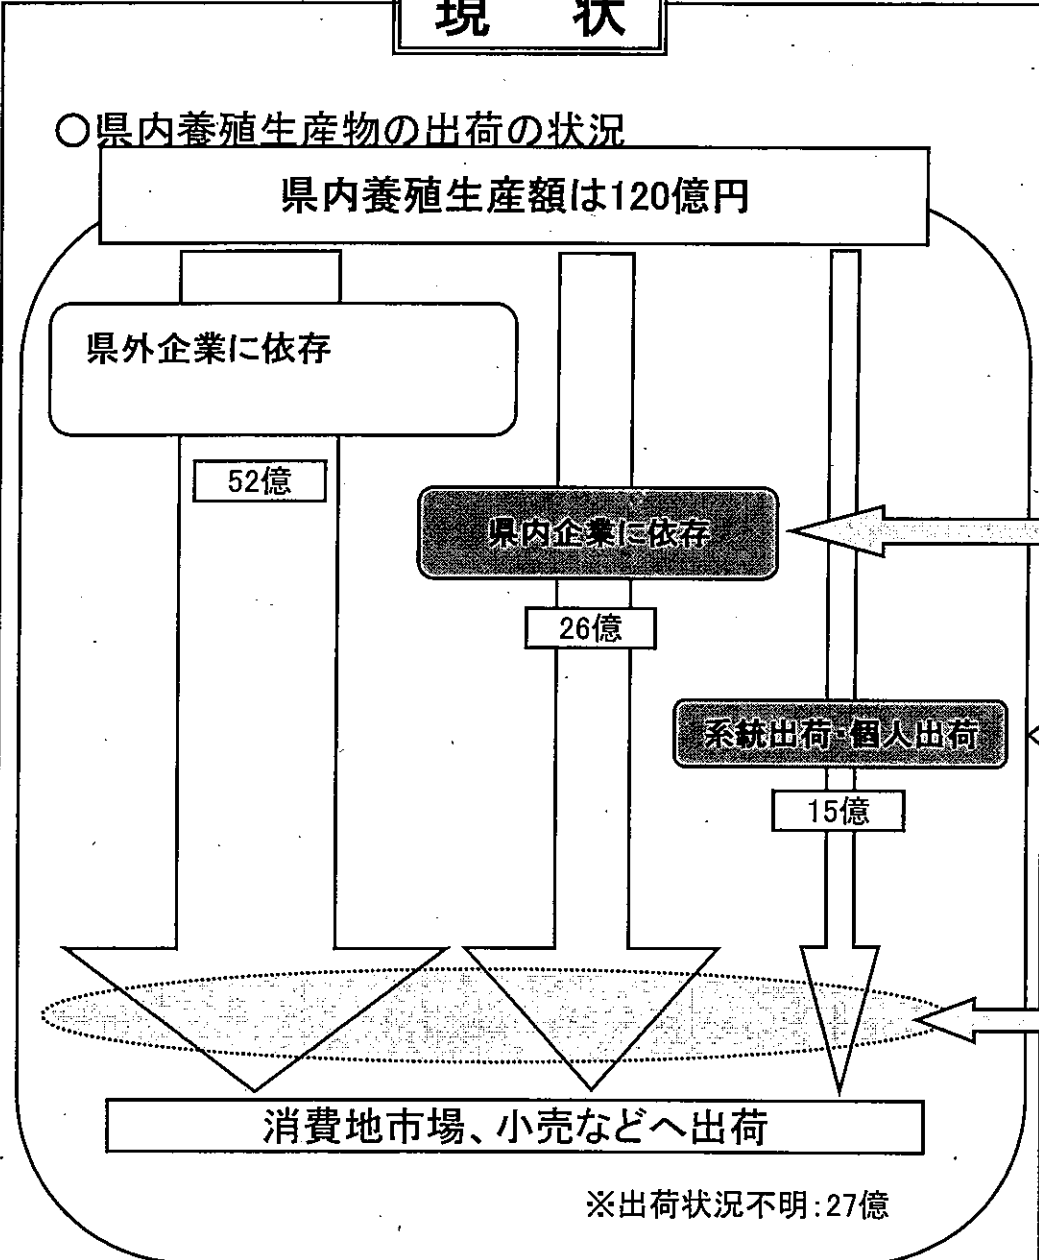 現　状
○県内養殖生産物の出荷の状況
県内養殖生産額は120億円
県外企業に依存
52億
県内企業に依存
26億
系統出荷・個人出荷
15億
消費地市場、小売などへ出荷
※出荷状況不明:27億